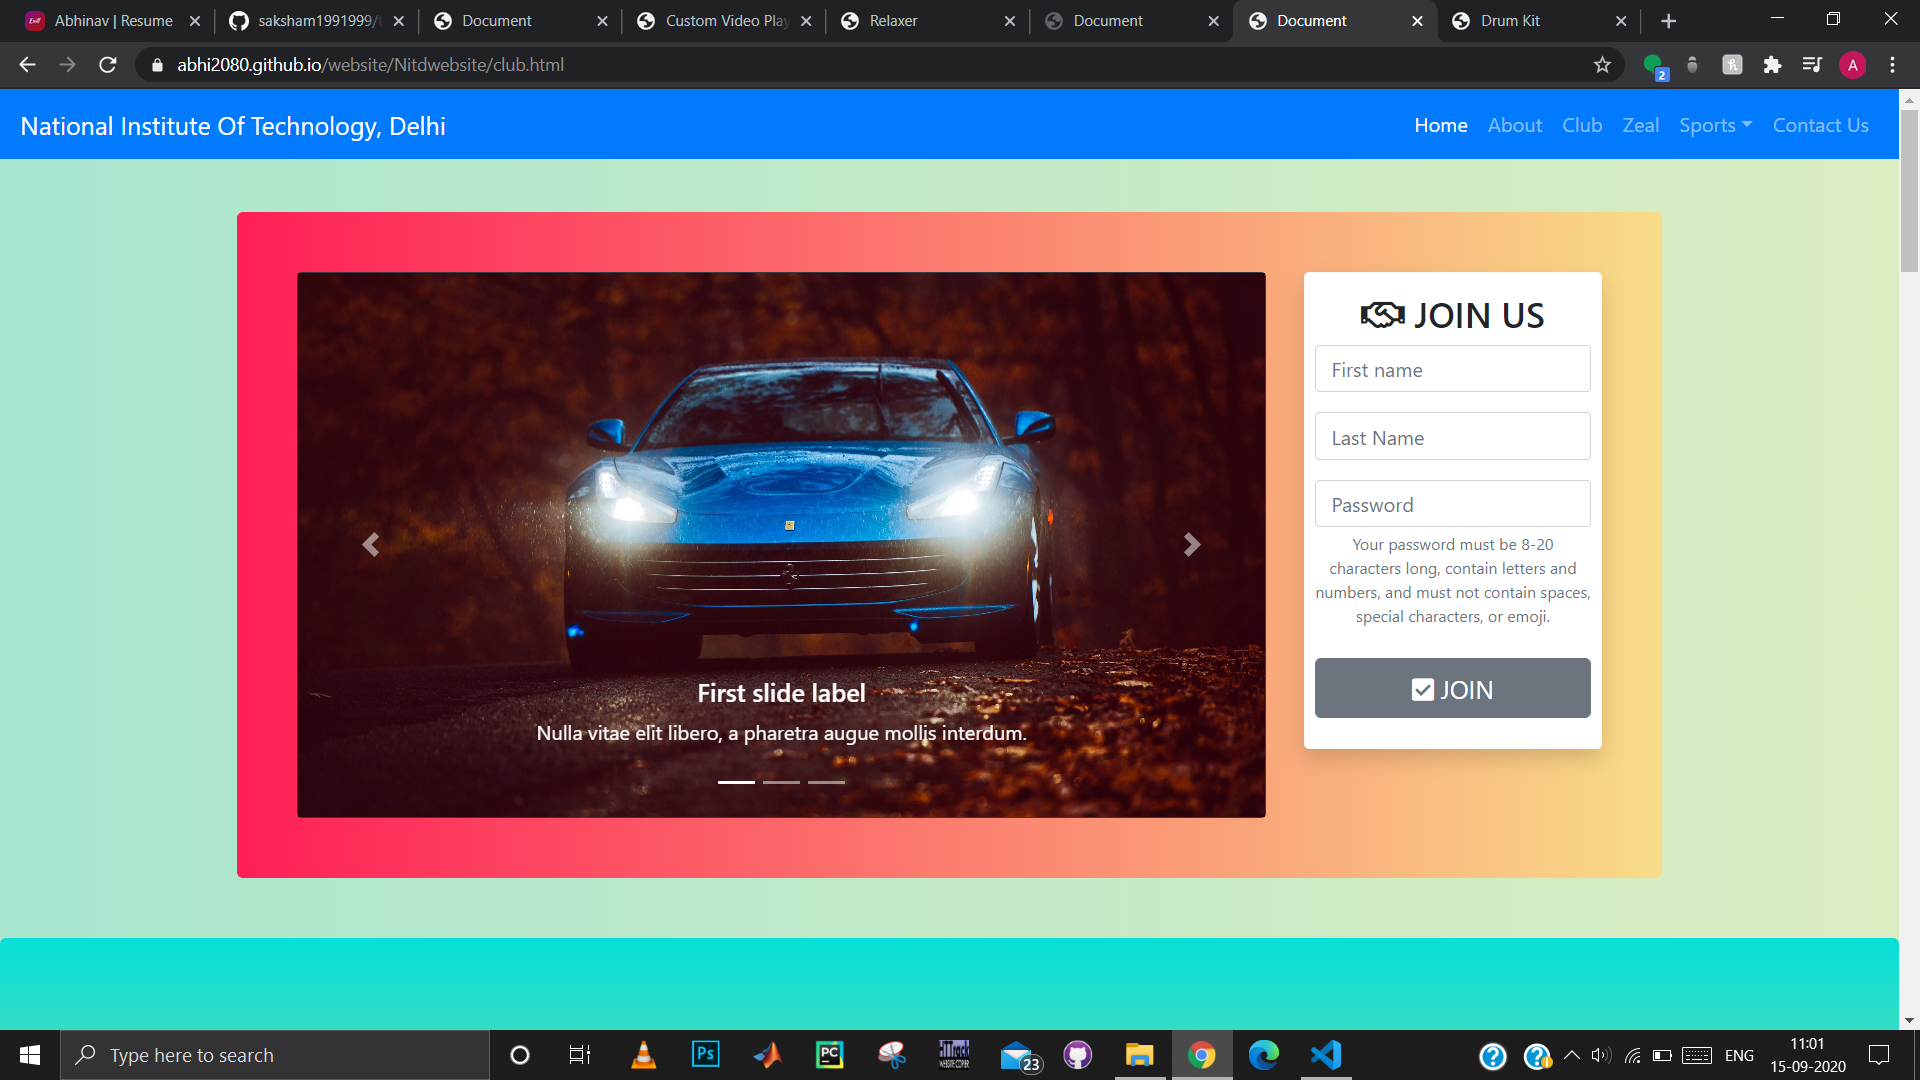 Abhinav | Resume
saksham1991999/
Document
Custom Video Play
Relaxer
Document
Document
Drum Kit
abhi2080.github.io/website/Nitdwebsite/club.html
2
A
National Institute Of Technology, Delhi
Home About Club Zeal Sports Contact Us
JOIN US
First name
Last Name
Password
Your password must be 8-20
characters long, contain letters and
numbers, and must not contain spaces,
special characters, or emoji.
JOIN
First slide label
Nulla vitae elit libero, a pharetra augue mollis interdum.
Type here to search
Ps
PC
23
ENG
11:01
15-09-2020